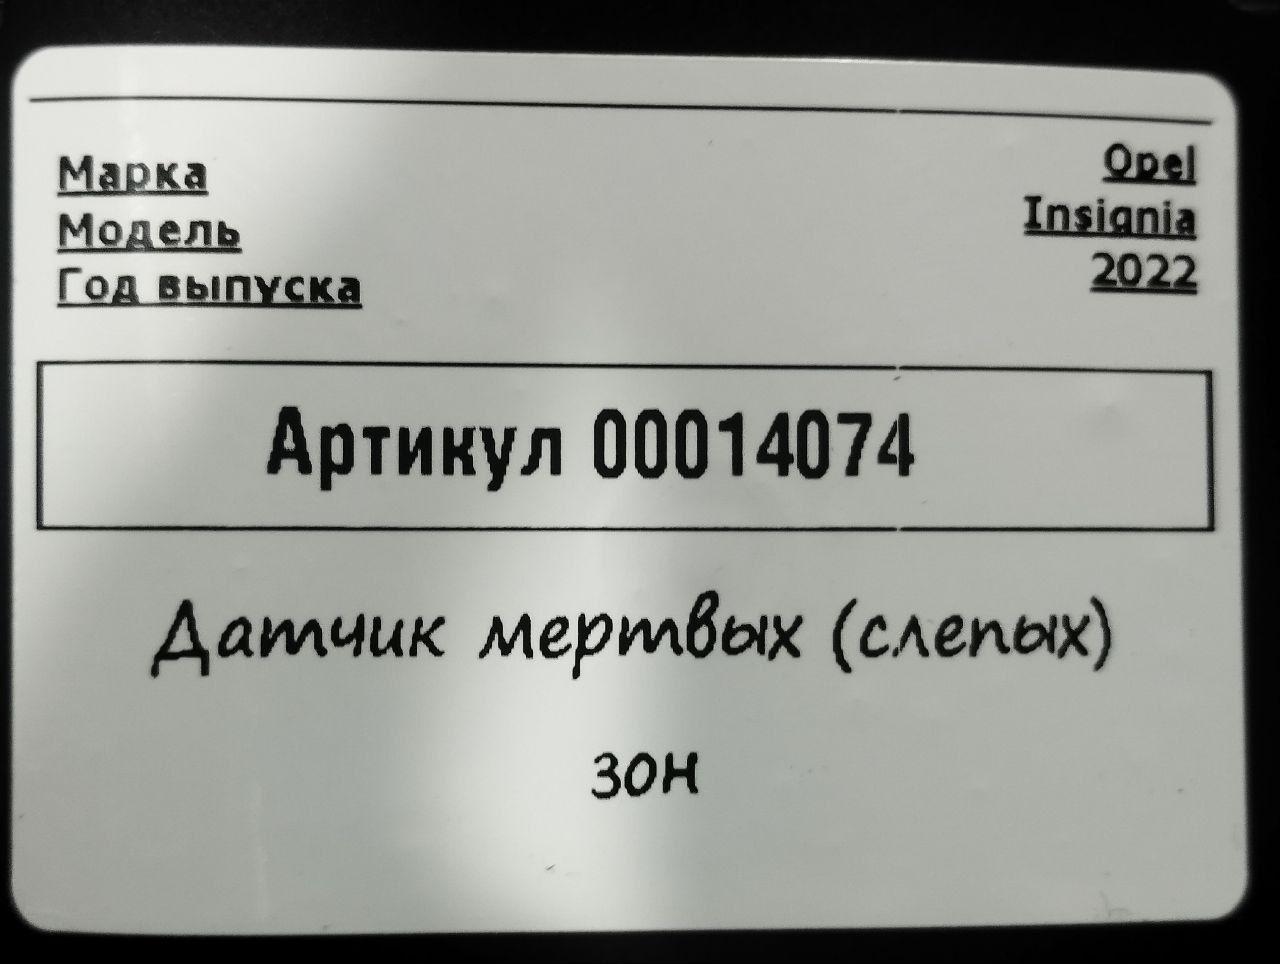 Марка Opel
Модель Insignia
Год выпуска 2022
Артикул 00014074
Датчик мертвых (слепых)
зон